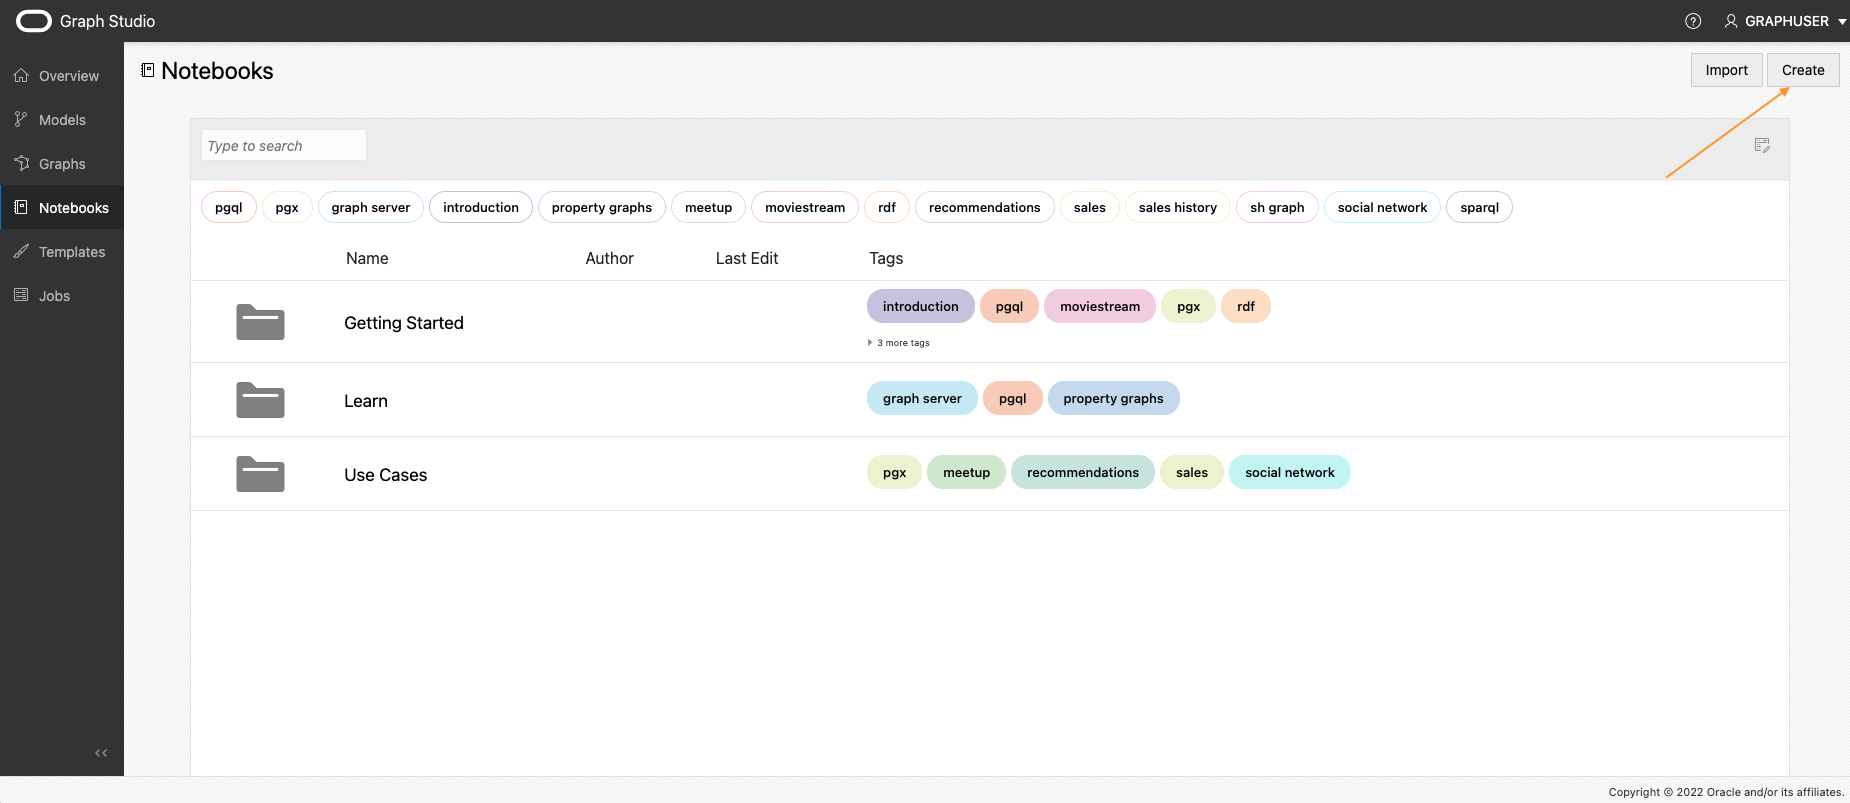 Graph Studio
GRAPHUSER
Overview
Models
Graphs
Notebooks
Templates
Jobs
Notebooks
Import
Create
Type to search
pgql pgx graph server introduction property graphs meetup moviestream rdf recommendations sales sales history sh graph social network sparql
Name Author Last Edit Tags
Getting Started
introduction pgql moviestream pgx rdf
3 more tags
Learn
graph server pgql property graphs
Use Cases
pgx meetup recommendations sales social network
Copyright © 2022 Oracle and/or its affiliates.